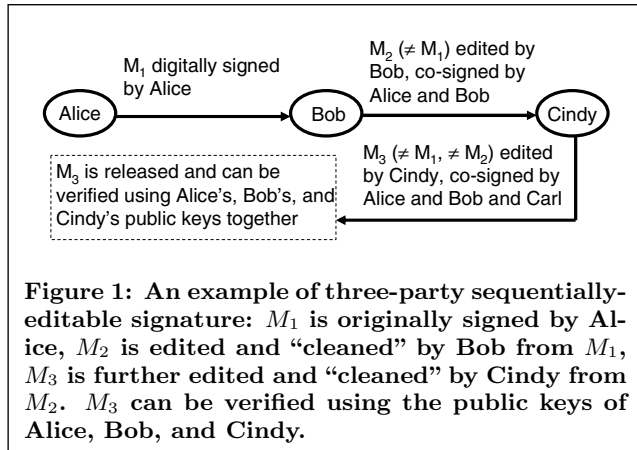 M1 digitally signed
by Alice
M2 (≠ M1) edited by
Bob, co-signed by
Alice and Bob
Alice
Bob
Cindy
M3 is released and can be
verified using Alice's, Bob's, and
Cindy's public keys together
M3 (≠ M1, ≠ M2) edited
by Cindy, co-signed by
Alice and Bob and Carl
Figure 1: An example of three-party sequentially-
editable signature: M1 is originally signed by Al-
ice, M2 is edited and “cleaned” by Bob from M1,
M3 is further edited and “cleaned” by Cindy from
M2. M3 can be verified using the public keys of
Alice, Bob, and Cindy.